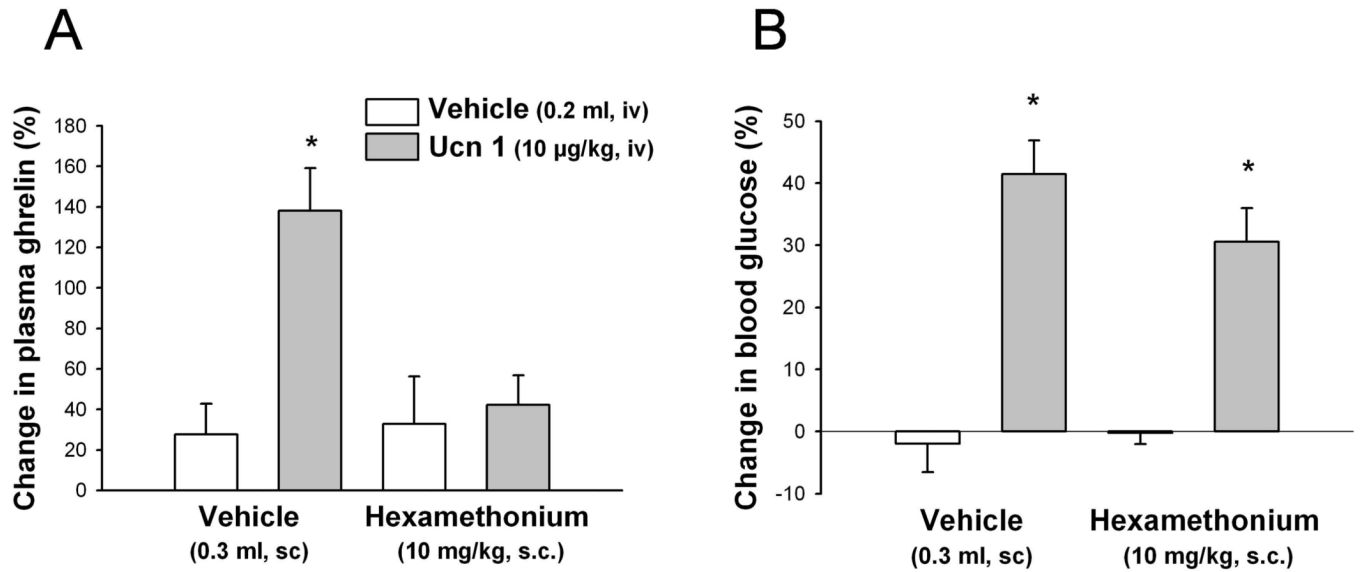 A
Change in plasma ghrelin (%)
180
160
140
120
100
80
60
40
20
0
*
Vehicle (0.2 ml, iv)
Ucn 1 (10 µg/kg, iv)
Vehicle
(0.3 ml, sc)
Hexamethonium
(10 mg/kg, s.c.)
B
Change in blood glucose (%)
50
40
30
20
10
0
-10
*
*
Vehicle
(0.3 ml, sc)
Hexamethonium
(10 mg/kg, s.c.)